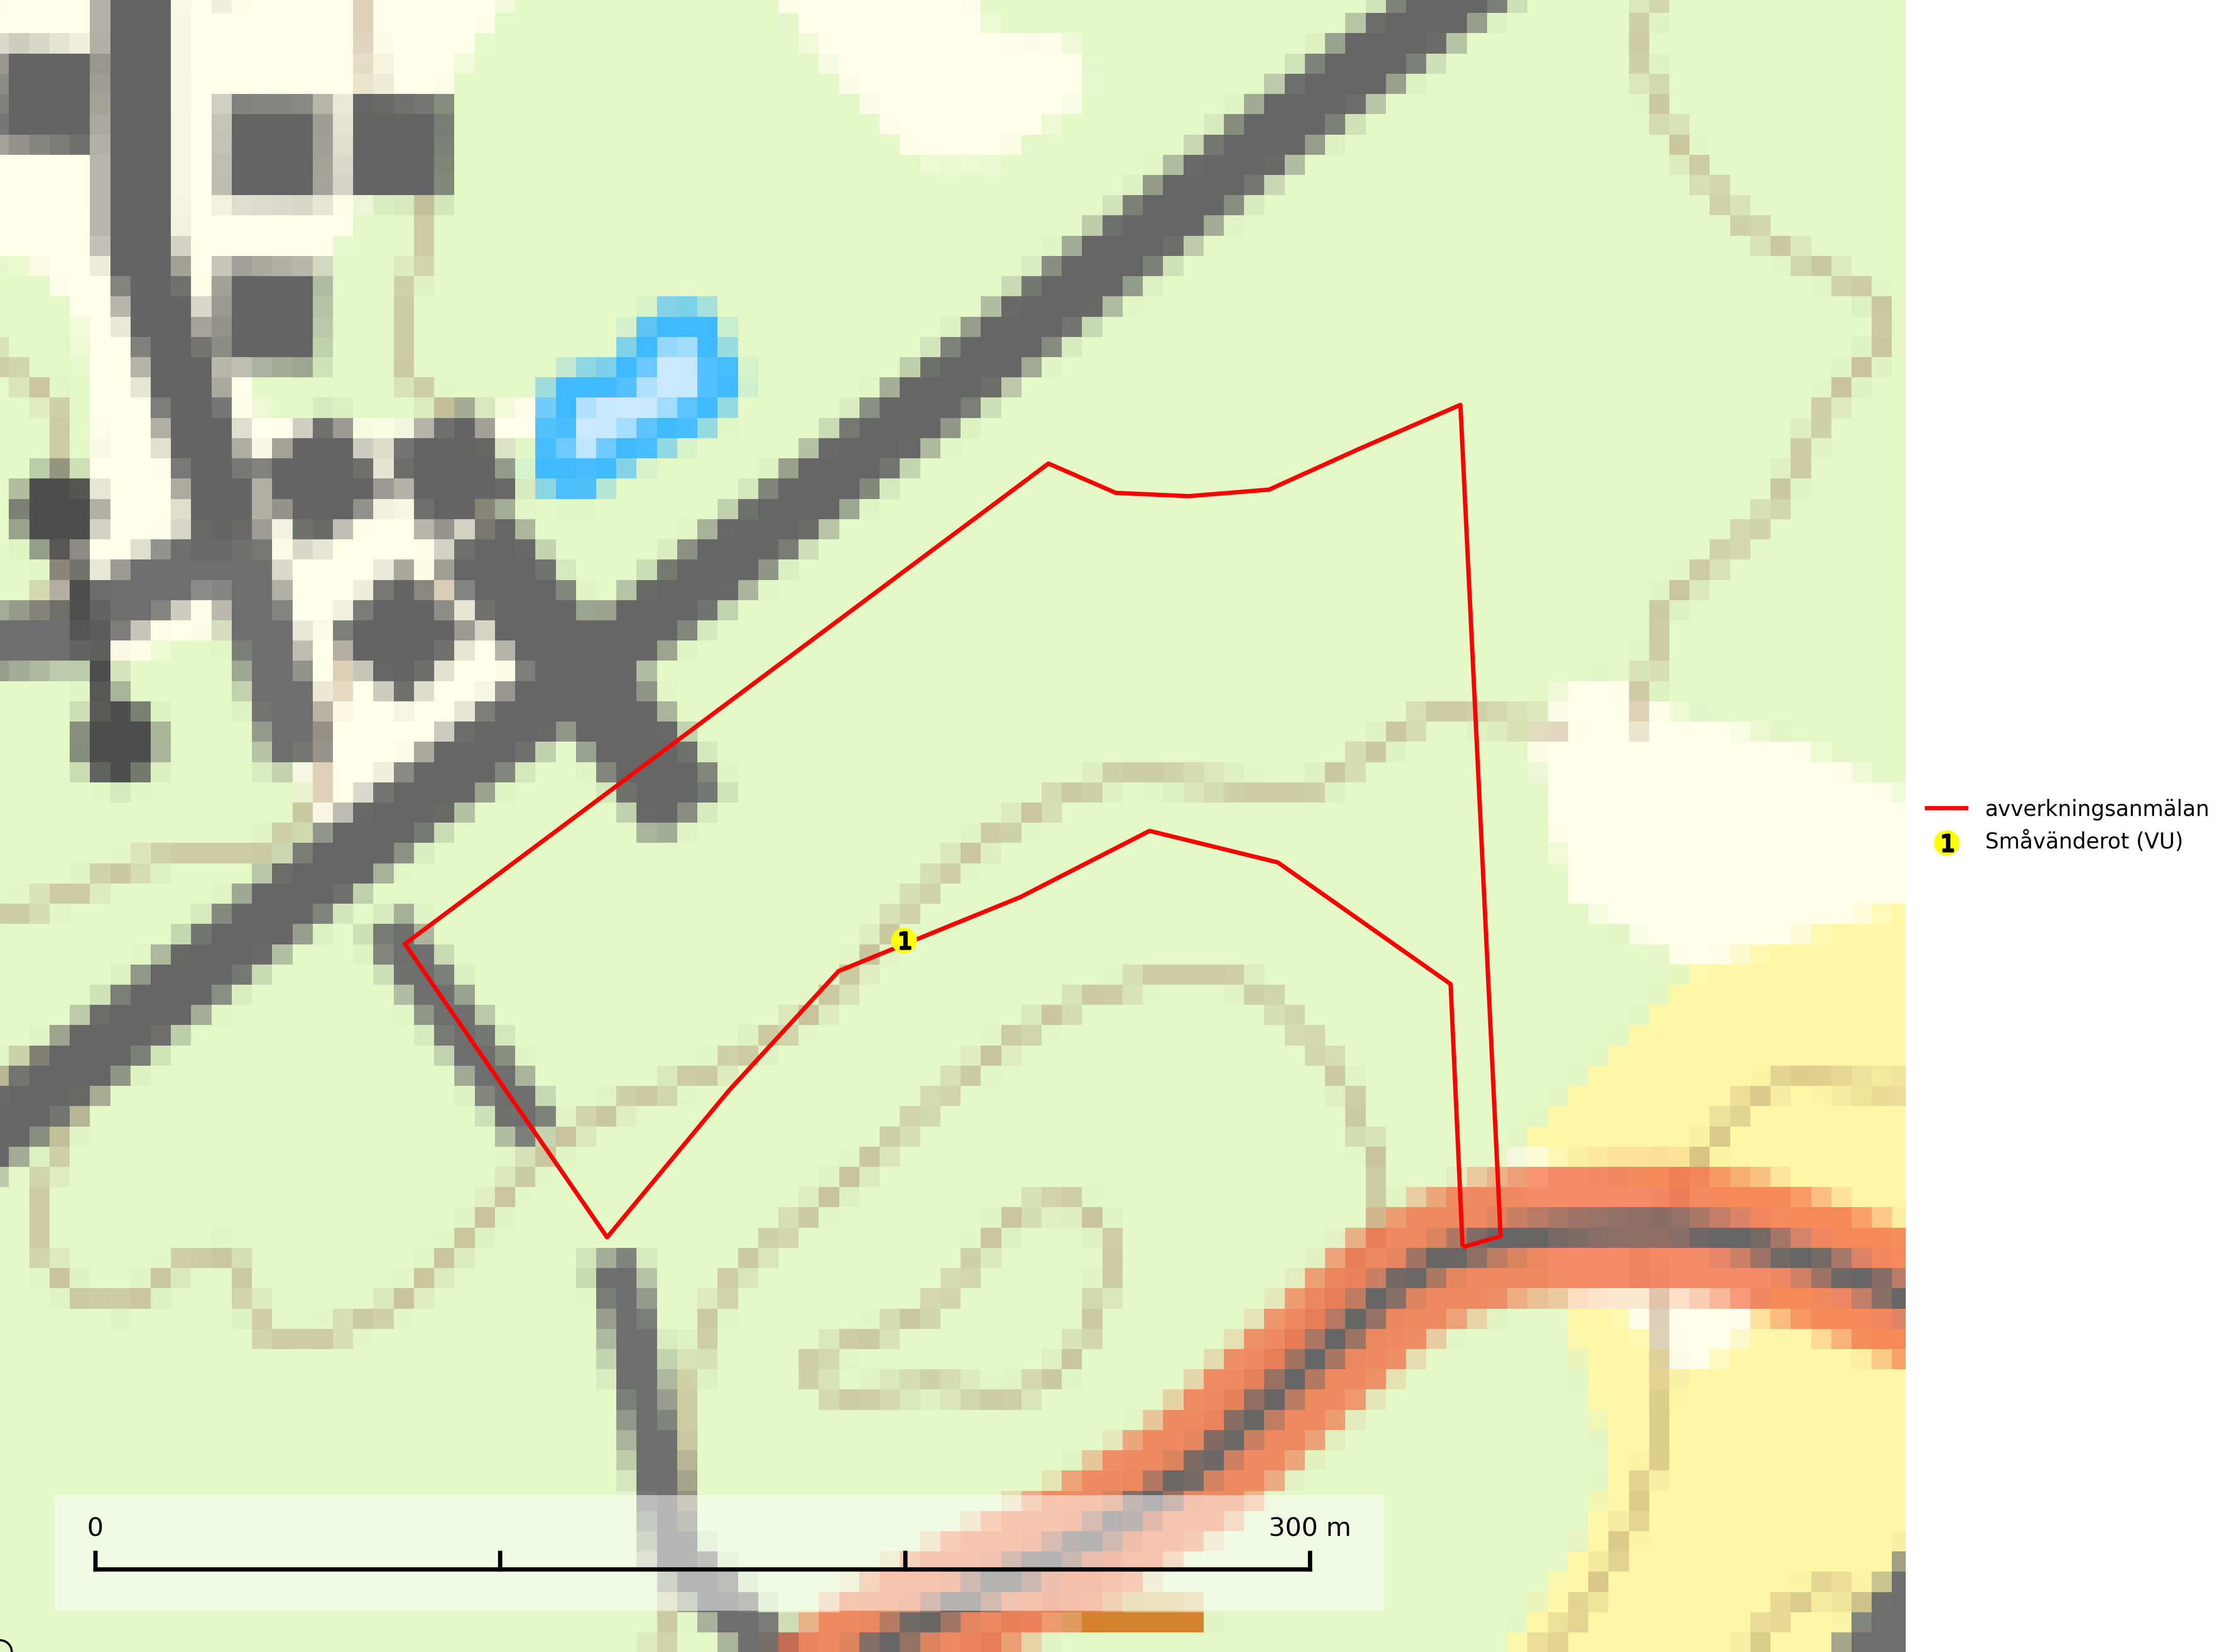 avverkningsanmälan
1 Småvänderot (VU)
1
0 300 m